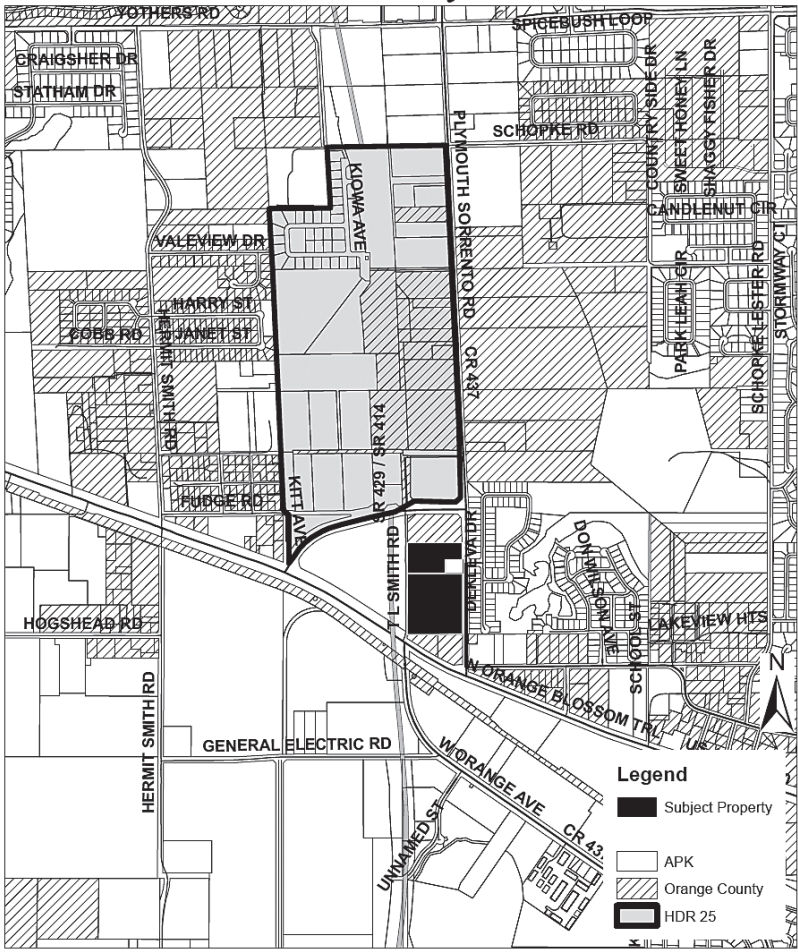 YOTHERS RD
SPICEBUSH LOOP
CRAIGSHER DR
STATHAM DR
COUNTRY SIDE DR
SWEET HONEY LN
SHAGGY FISHER DR
PLYMOUTH SORRENTO RD
SCHOPKE RD
KIOWA AVE
CANDLENUT CIR
VALEVIEW DR
STORMWAY CT
SCHOPKE LESTER RD
PARK LEAH CIR
HARRY ST
COBB RD
JANET ST
HERMIT SMITH RD
CR 437
SR 429 / SR 414
KITT AVE
FUDGE RD
T L SMITH RD
DEKLEVA DR
DON WILSON AVE
SCHOOL ST
LAKEVIEW HTS
HOGSHEAD RD
N ORANGE BLOSSOM TRL
N
HERMIT SMITH RD
GENERAL ELECTRIC RD
W ORANGE AVE
US
UNNAMED ST
CR 43
Legend
Subject Property
APK
Orange County
HDR 25